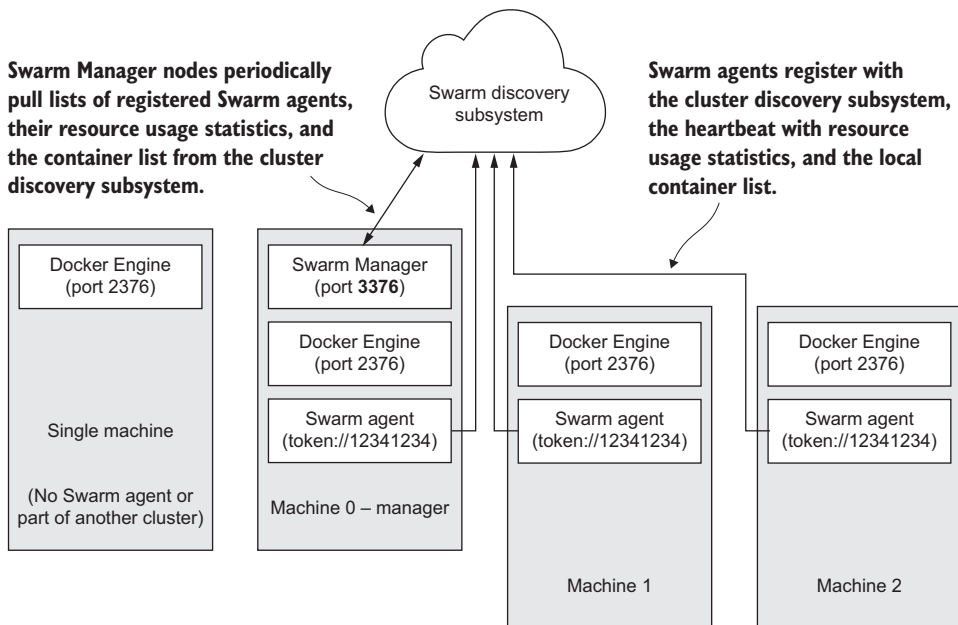 Swarm Manager nodes periodically
pull lists of registered Swarm agents,
their resource usage statistics, and
the container list from the cluster
discovery subsystem.
Swarm discovery
subsystem
Swarm agents register with
the cluster discovery subsystem,
the heartbeat with resource
usage statistics, and the local
container list.
Docker Engine
(port 2376)
Single machine
(No Swarm agent or
part of another cluster)
Swarm Manager
(port 3376)
Docker Engine
(port 2376)
Swarm agent
(token://12341234)
Machine 0 – manager
Docker Engine
(port 2376)
Swarm agent
(token://12341234)
Machine 1
Docker Engine
(port 2376)
Swarm agent
(token://12341234)
Machine 2